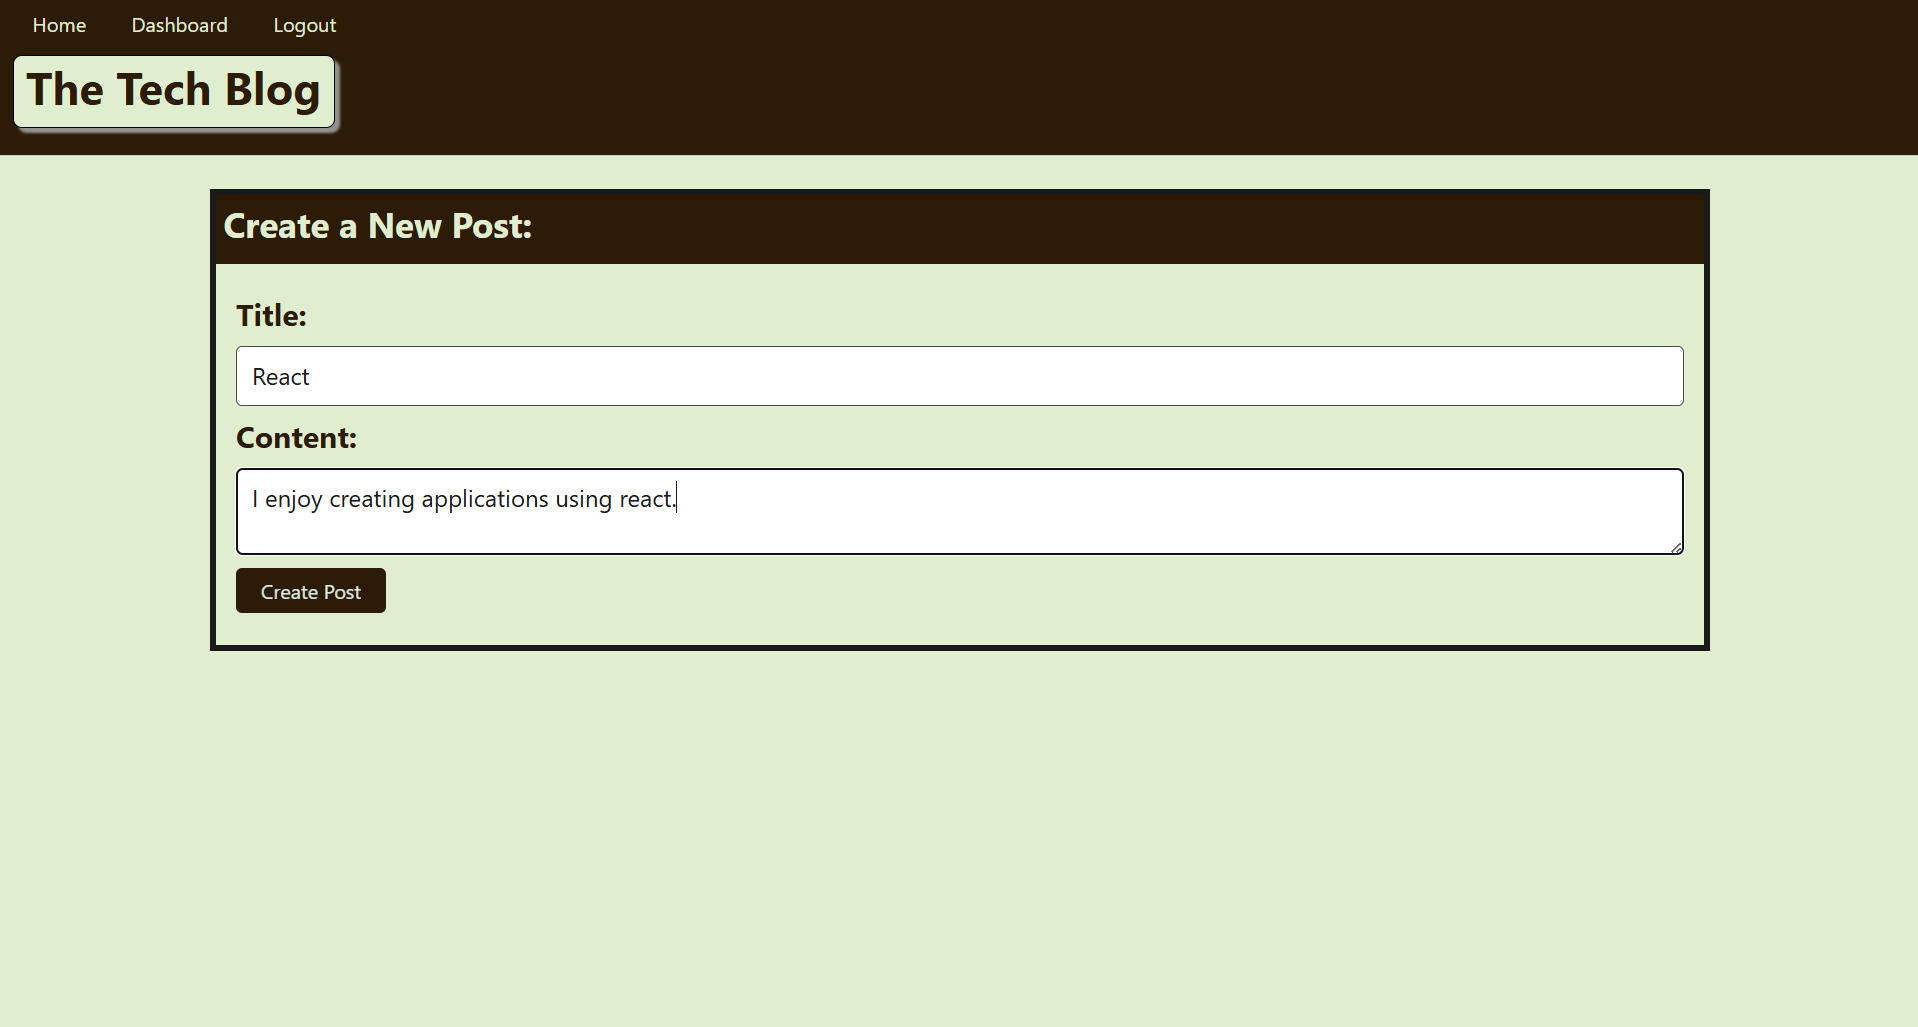 Home Dashboard Logout
The Tech Blog
Create a New Post:
Title:
React
Content:
I enjoy creating applications using react.
Create Post